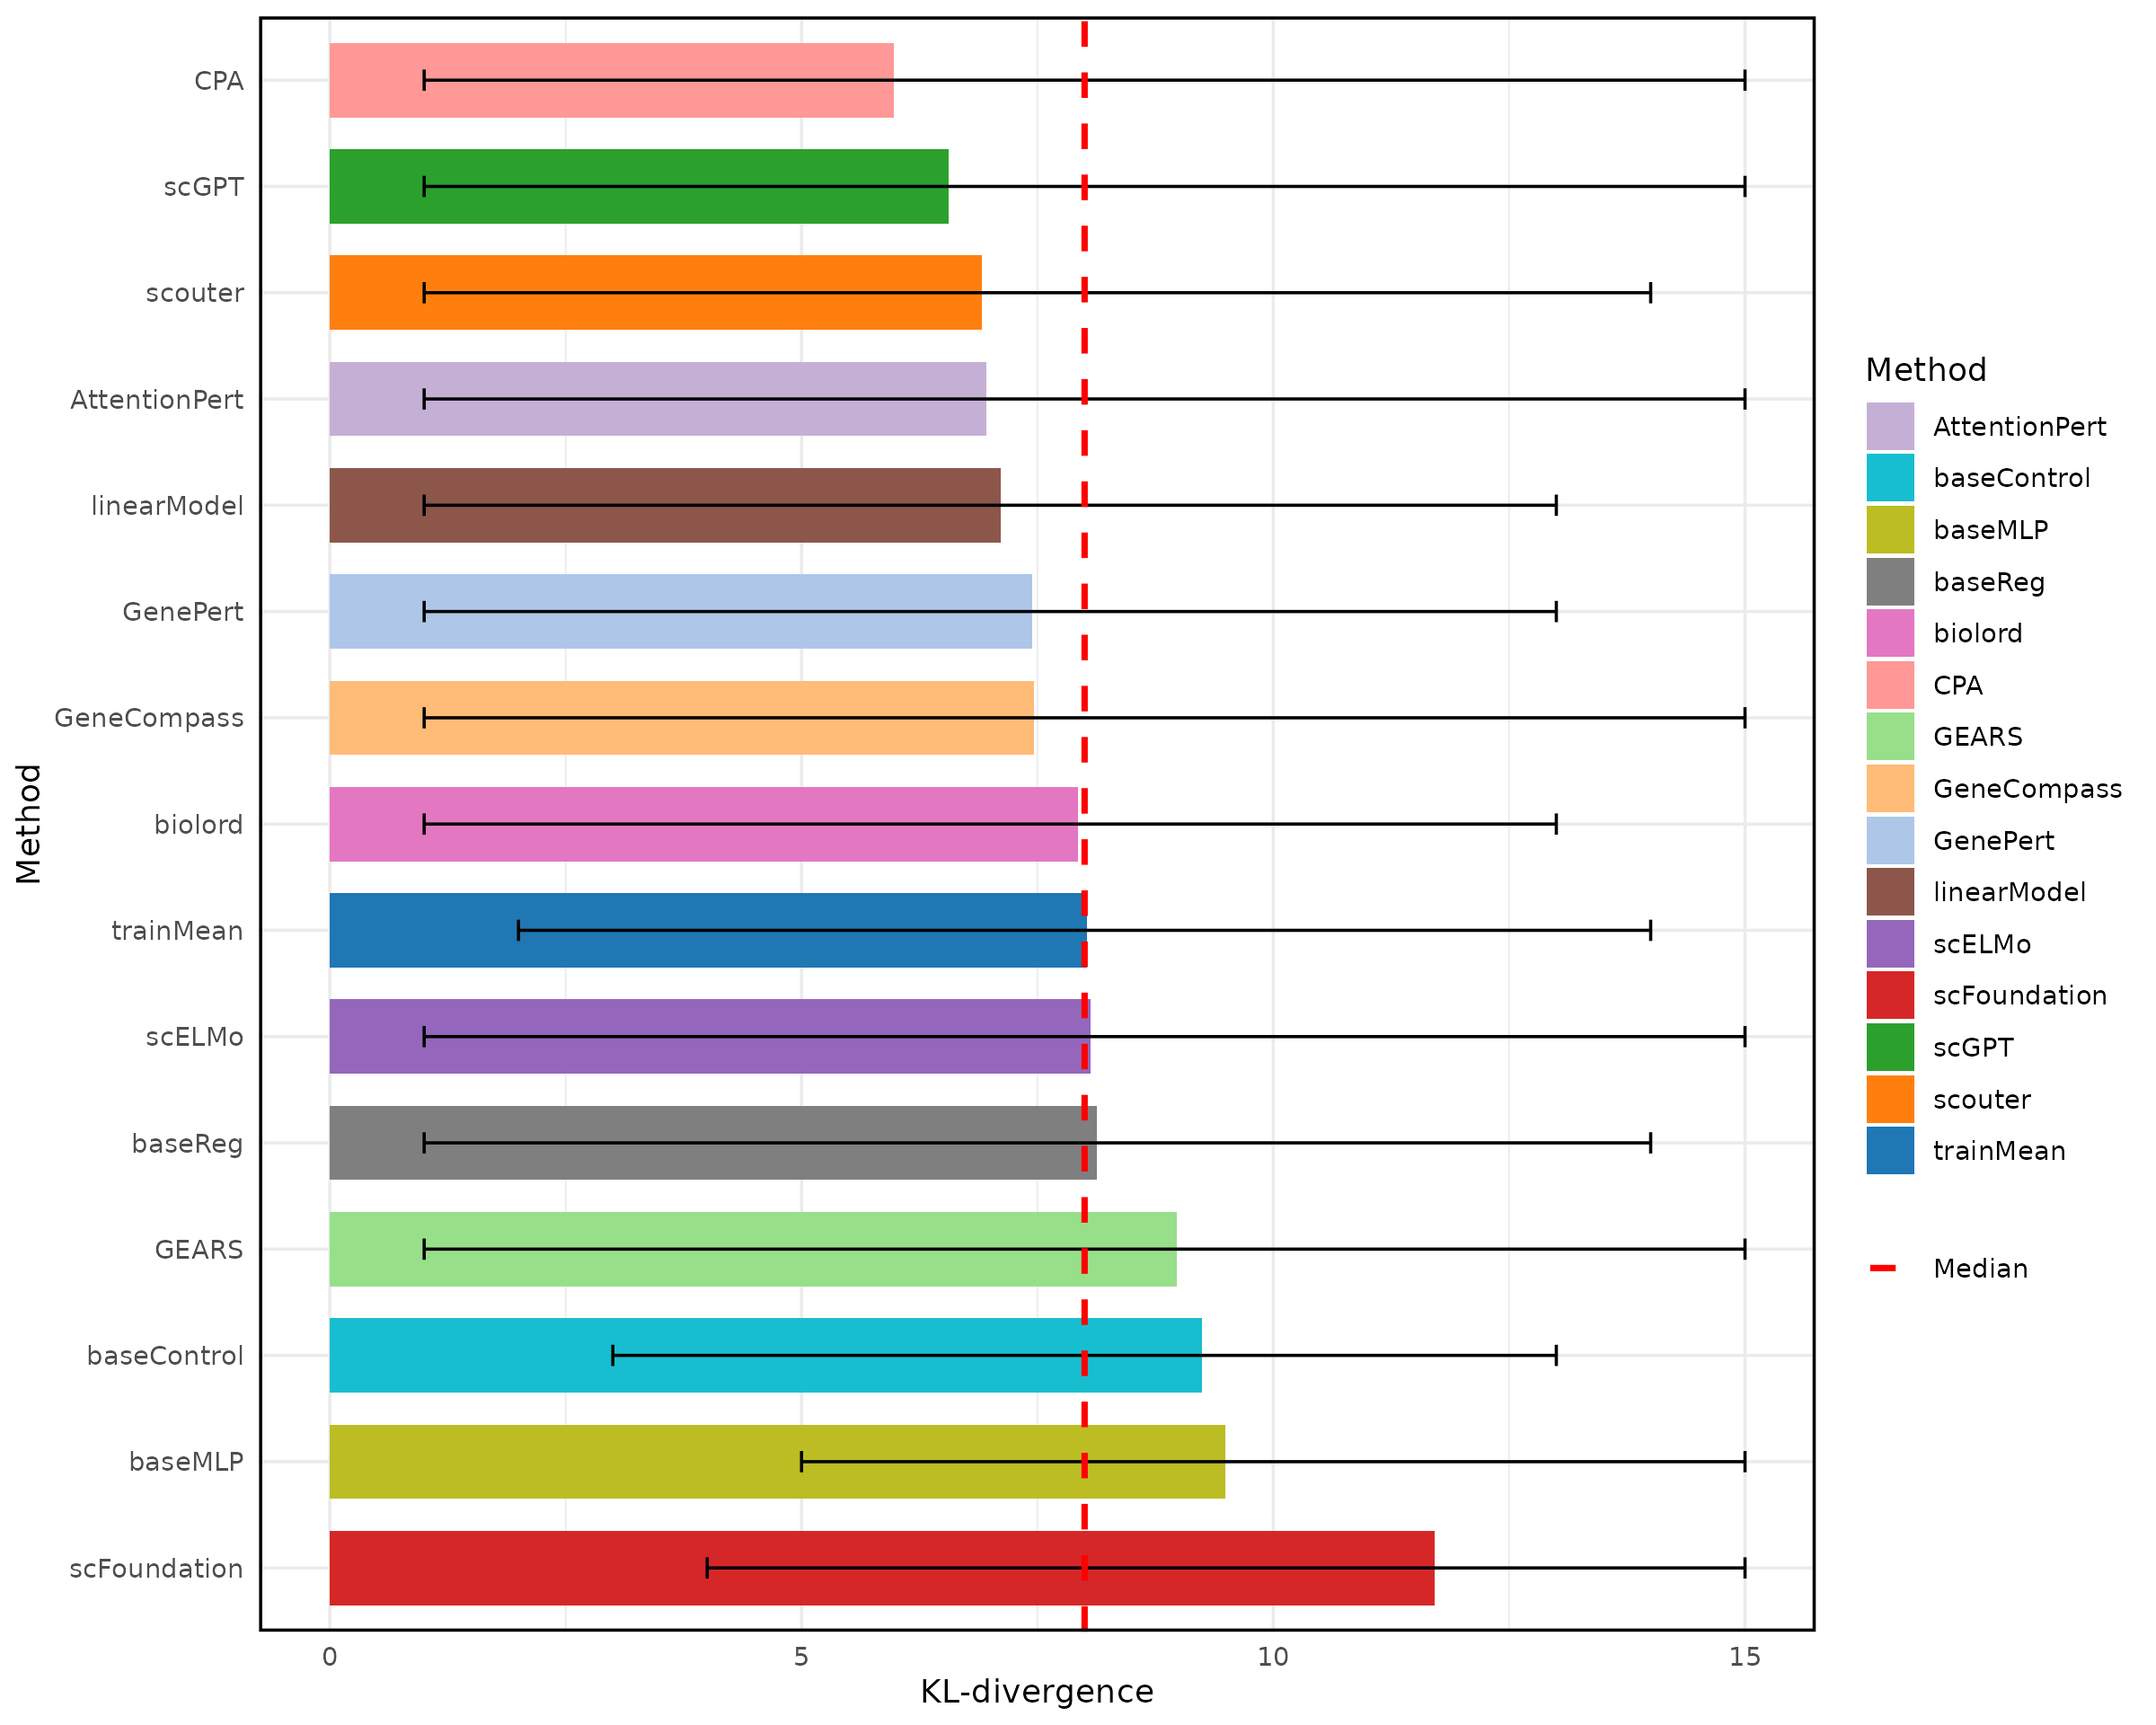 Method
CPA
scGPT
scouter
AttentionPert
linearModel
GenePert
GeneCompass
biolord
trainMean
scELMo
baseReg
GEARS
baseControl
baseMLP
scFoundation
0 5 10 15
KL-divergence
Method
AttentionPert
baseControl
baseMLP
baseReg
biolord
CPA
GEARS
GeneCompass
GenePert
linearModel
scELMo
scFoundation
scGPT
scouter
trainMean
Median